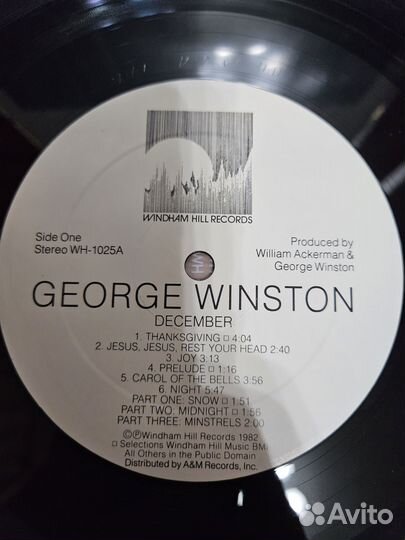 WINDHAM HILL RECORDS
Side One
Stereo WH-1025A
Produced by
William Ackerman &
George Winston
WH
GEORGE WINSTON
DECEMBER
1. THANKSGIVING □ 4:04
2. JESUS, JESUS, REST YOUR HEAD 2:40
3. JOY 3:13
4. PRELUDE □ 1:16
5. CAROL OF THE BELLS 3:56
6. NIGHT 5:47
PART ONE: SNOW □ 1:51
PART TWO: MIDNIGHT □ 1:56
PART THREE: MINSTRELS 2:00
©℗Windham Hill Records 1982
□ Selections Windham Hill Music BMI
All Others in the Public Domain
Distributed by A&M Records, Inc.
Avito